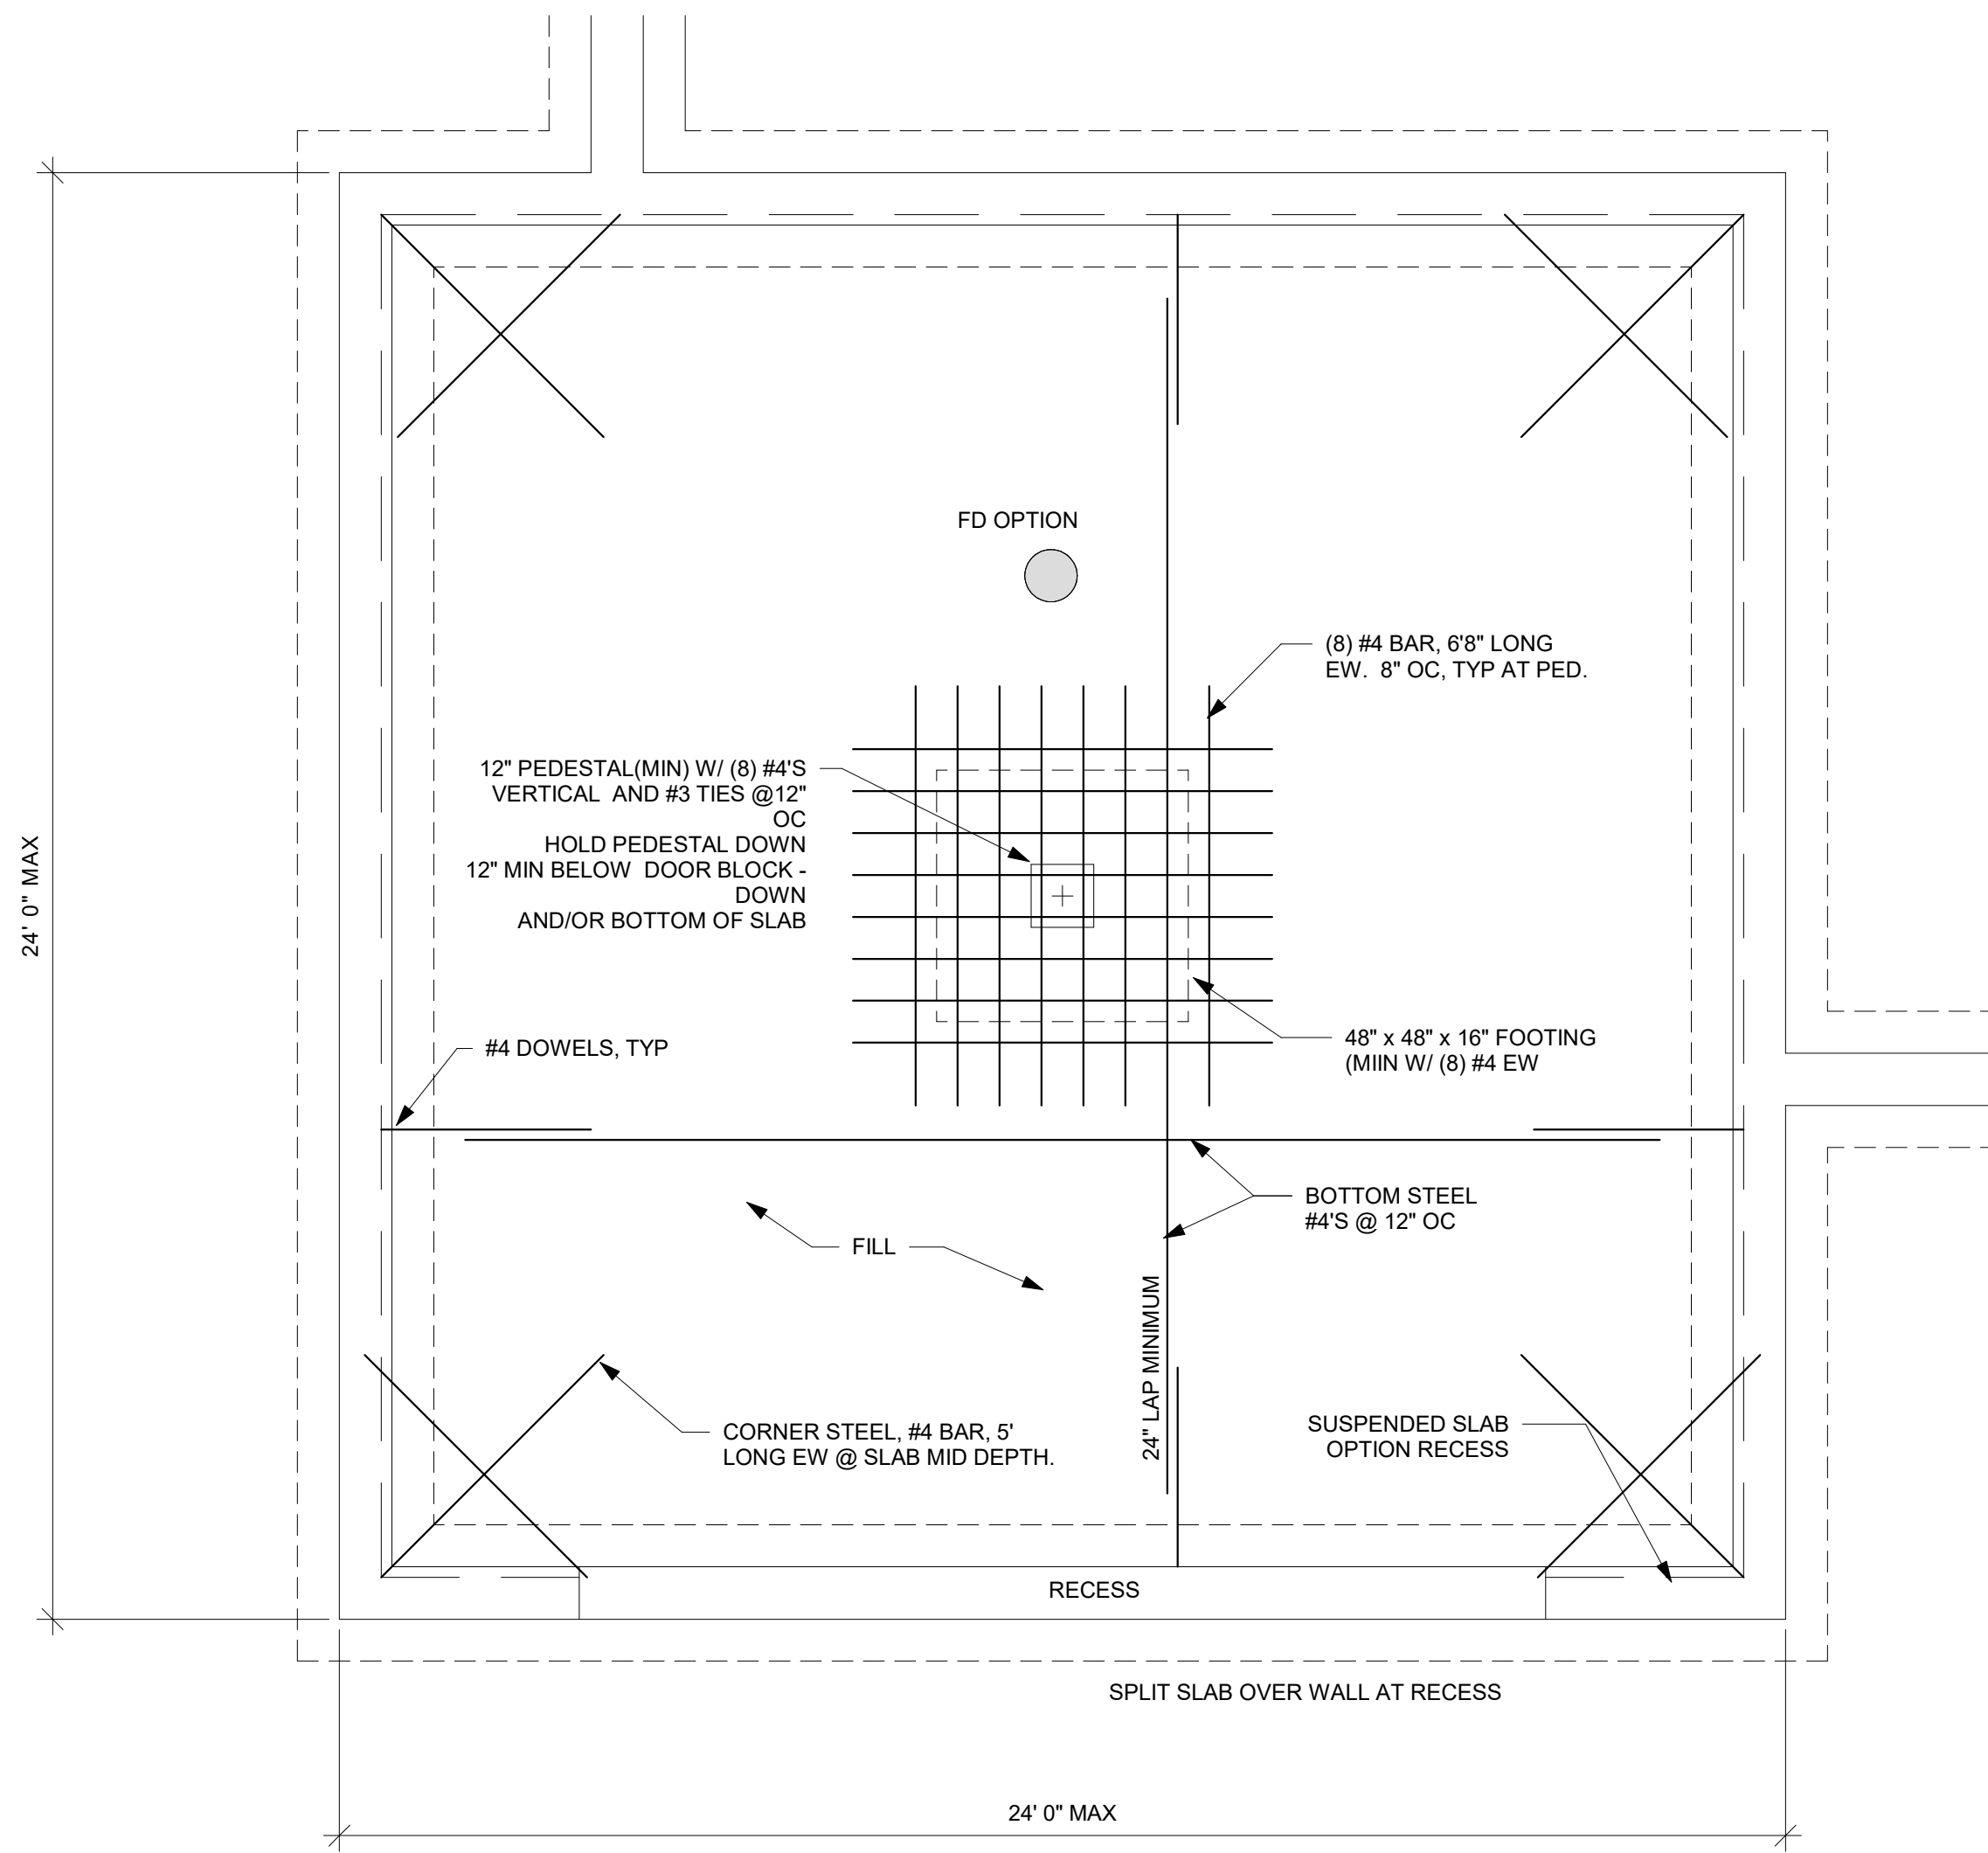 FD OPTION
(8) #4 BAR, 6'8" LONG
EW.  8" OC, TYP AT PED.
12" PEDESTAL(MIN) W/ (8) #4'S
VERTICAL  AND #3 TIES @12"
OC
HOLD PEDESTAL DOWN
12" MIN BELOW  DOOR BLOCK -
DOWN
AND/OR BOTTOM OF SLAB
24' 0" MAX
#4 DOWELS, TYP
48" x 48" x 16" FOOTING
(MIIN W/ (8) #4 EW
BOTTOM STEEL
#4'S @ 12" OC
FILL
24" LAP MINIMUM
CORNER STEEL, #4 BAR, 5'
LONG EW @ SLAB MID DEPTH.
SUSPENDED SLAB
OPTION RECESS
RECESS
SPLIT SLAB OVER WALL AT RECESS
24' 0" MAX